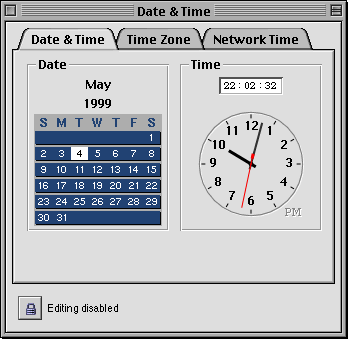 Date & Time
Date & Time Time Zone Network Time
Date
May
1999
S M T W T F S
1
2 3 4 5 6 7 8
9 10 11 12 13 14 15
16 17 18 19 20 21 22
23 24 25 26 27 28 29
30 31
Time
22:02:32
12
11 1
10 2
9 3
8 4
7 5
6
PM
Editing disabled